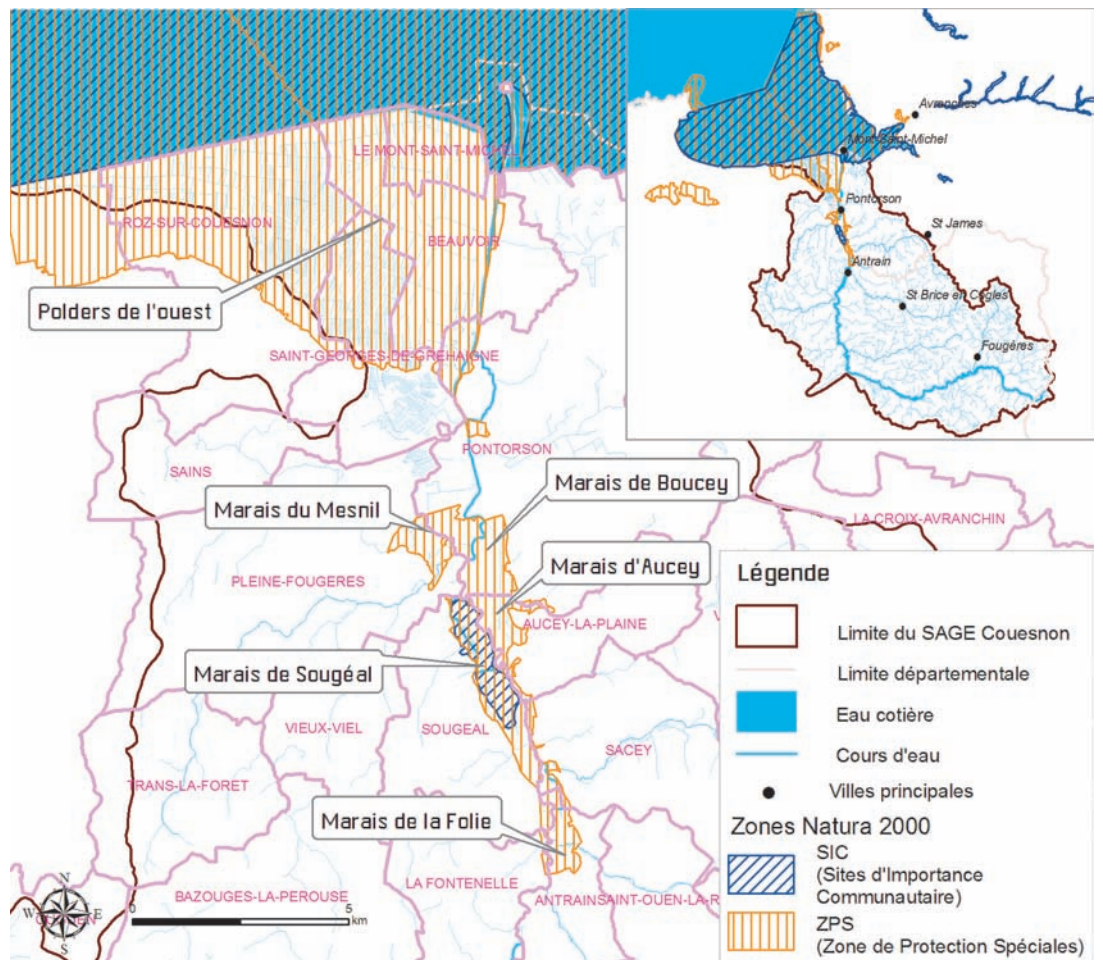 LE MONT-SAINT-MICHEL
ROZ-SUR-COUESNON
BEAUVOIR
Polders de l'ouest
SAINT-GEORGES-DE-GREHAIGNE
PONTORSON
SAINS
Marais de Boucey
Marais du Mesnil
LA CROIX-AVRANCHIN
Marais d'Aucey
PLEINE-FOUGERES
AUCEY-LA-PLAINE
Marais de Sougéal
VIEUX-VIEL
SOUGEAL
SACEY
TRANS-LA-FORET
Marais de la Folie
LA FONTENELLE
BAZOUGES-LA-PEROUSE
ANTRAIN
SAINT-OUEN-LA-R
N
W
E
S
0
5
km
Avranches
Mont-Saint-Michel
Pontorson
St James
Antrain
St Brice en Cogles
Fougères
Légende
Limite du SAGE Couesnon
Limite départementale
Eau cotière
Cours d'eau
Villes principales
Zones Natura 2000
SIC
(Sites d'Importance
Communautaire)
ZPS
(Zone de Protection Spéciales)